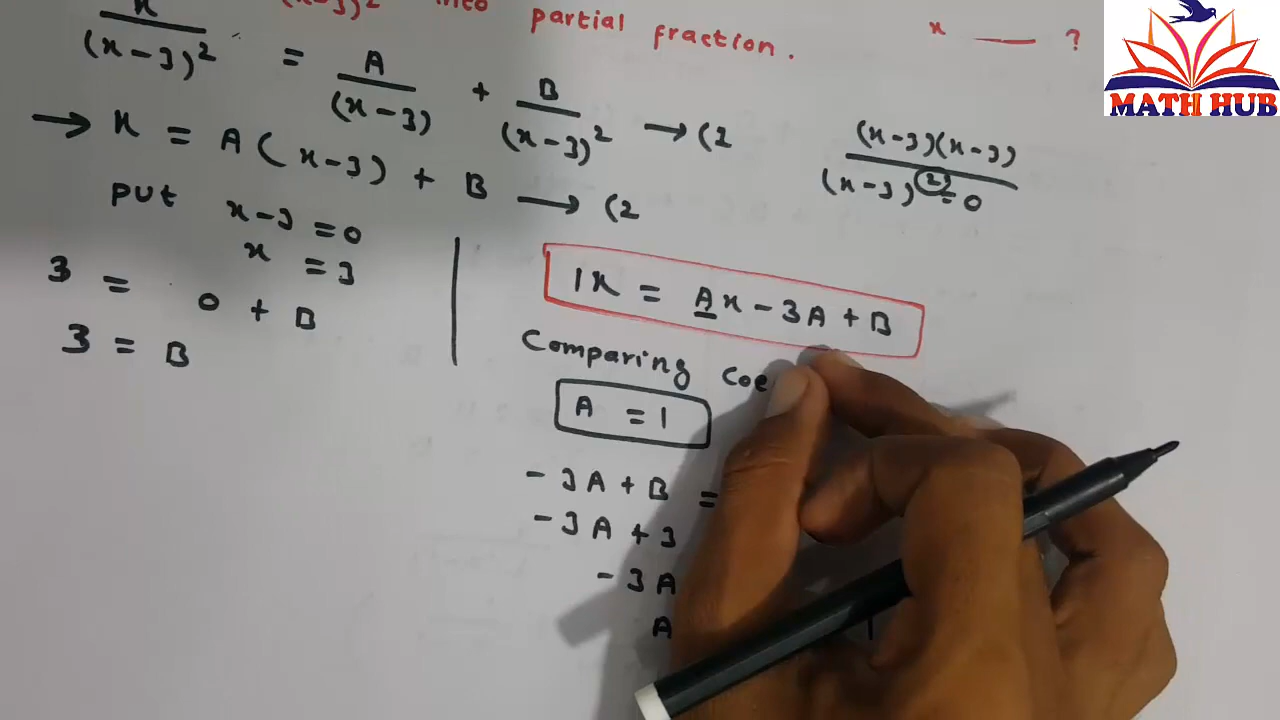 (x-3)² into partial fraction.
x ___ ?
MATH HUB
x/(x-3)² = A/(x-3) + B/(x-3)² → (2
→ x = A(x-3) + B → (2
(x-3)(x-3)/(x-3)² = 0
put x-3 = 0
x = 3
3 = 0 + B
3 = B
1x = Ax - 3A + B
Comparing coe
A = 1
-3A + B =
-3A + 3
-3A
A